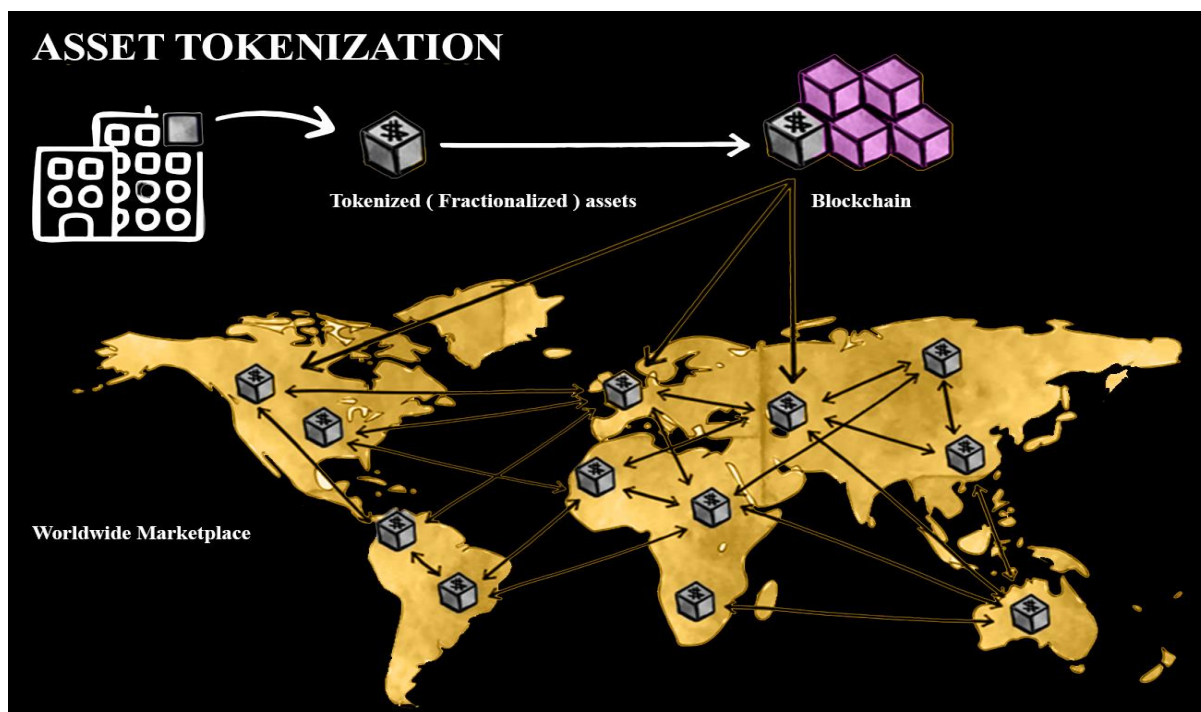 ASSET TOKENIZATION
Tokenized ( Fractionalized ) assets
Blockchain
Worldwide Marketplace